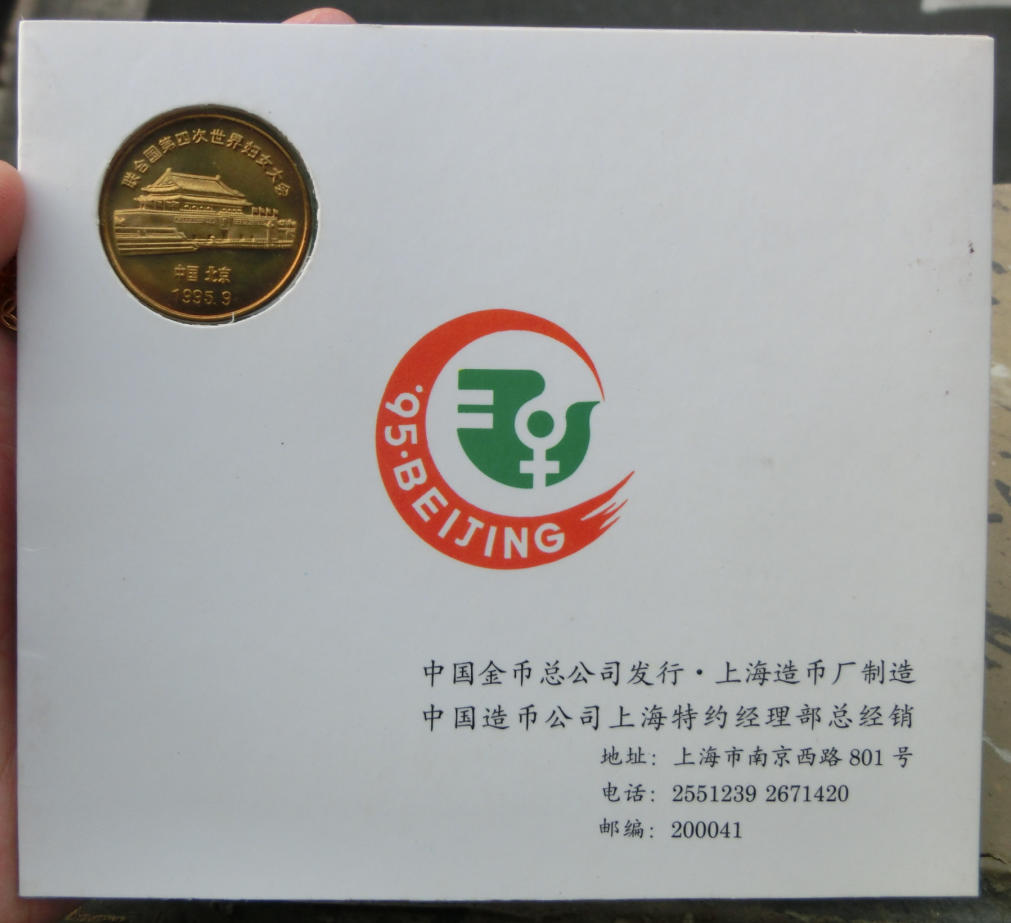 联合国第四次世界妇女大会
中国 北京
1995.9
'95·BEIJING
中国金币总公司发行·上海造币厂制造
中国造币公司上海特约经理部总经销
地址：上海市南京西路 801 号
电话：2551239 2671420
邮编：200041